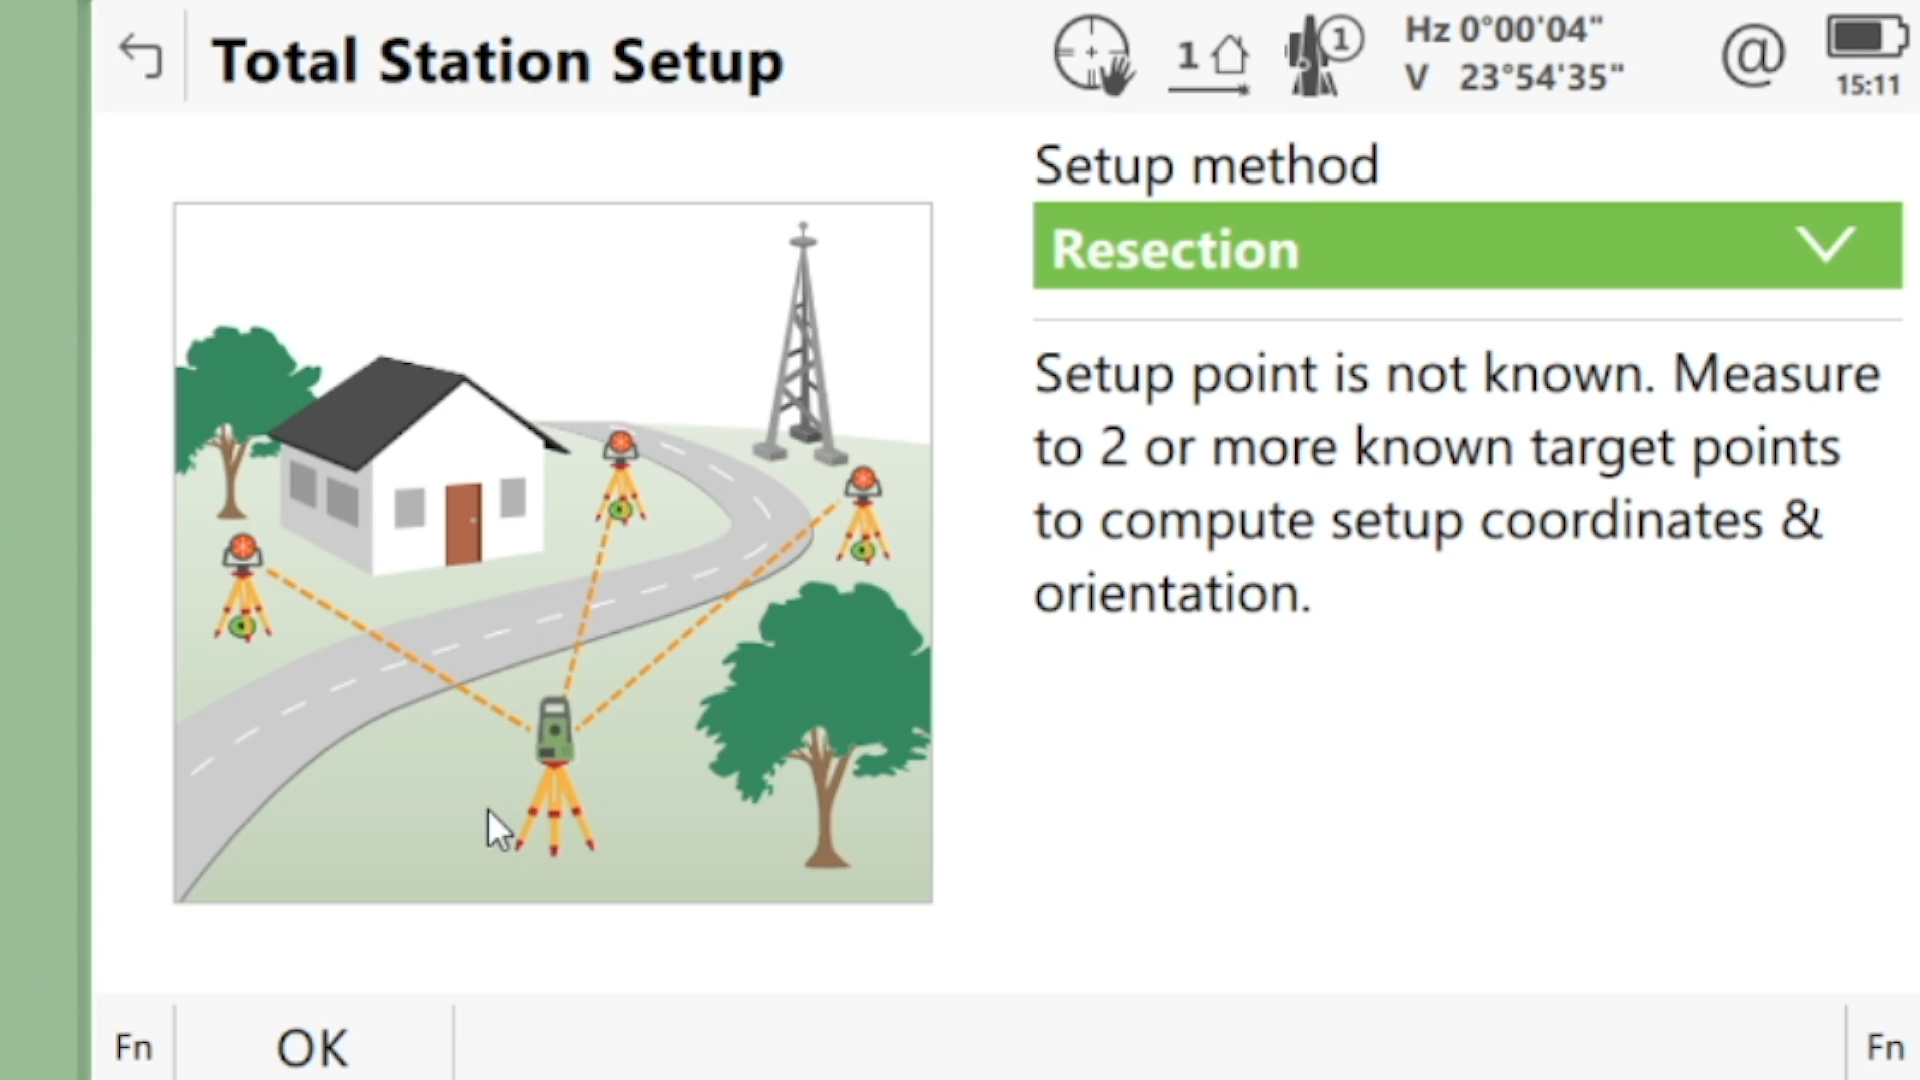 Total Station Setup
1
1
Hz 0°00'04"
V 23°54'35"
@
15:11
Setup method
Resection
Setup point is not known. Measure
to 2 or more known target points
to compute setup coordinates &
orientation.
Fn
OK
Fn